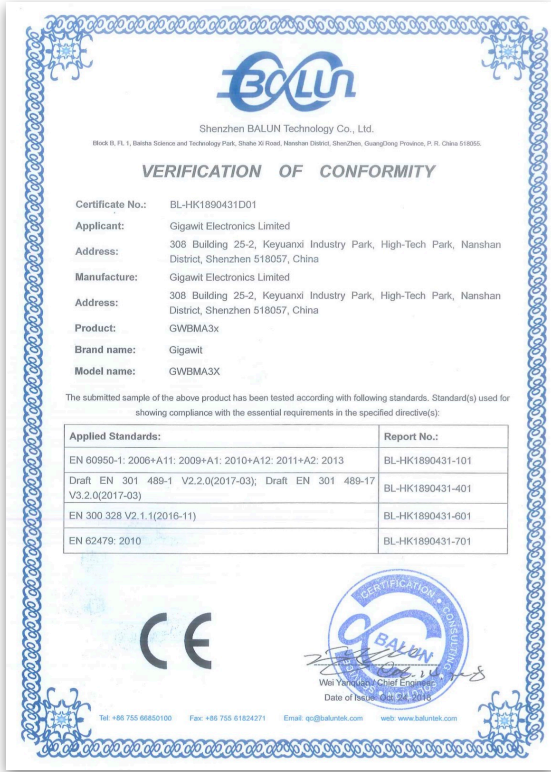 BALUN
Shenzhen BALUN Technology Co., Ltd.
Block B, FL 1, Baisha Science and Technology Park, Shahe Xi Road, Nanshan District, ShenZhen, GuangDong Province, P. R. China 518055.
VERIFICATION OF CONFORMITY
Certificate No.: BL-HK1890431D01
Applicant: Gigawit Electronics Limited
Address: 308 Building 25-2, Keyuanxi Industry Park, High-Tech Park, Nanshan
District, Shenzhen 518057, China
Manufacture: Gigawit Electronics Limited
Address: 308 Building 25-2, Keyuanxi Industry Park, High-Tech Park, Nanshan
District, Shenzhen 518057, China
Product: GWBMA3x
Brand name: Gigawit
Model name: GWBMA3X
The submitted sample of the above product has been tested according with following standards. Standard(s) used for
showing compliance with the essential requirements in the specified directive(s):
Applied Standards: Report No.:
EN 60950-1: 2006+A11: 2009+A1: 2010+A12: 2011+A2: 2013 BL-HK1890431-101
Draft EN 301 489-1 V2.2.0(2017-03); Draft EN 301 489-17
V3.2.0(2017-03) BL-HK1890431-401
EN 300 328 V2.1.1(2016-11) BL-HK1890431-601
EN 62479: 2010 BL-HK1890431-701
CE
CERTIFICATION CONSULTING
BALUN
Wei Yanquan / Chief Engineer
Date of Issue: Oct. 24, 2018
Tel: +86 755 66850100 Fax: +86 755 61824271 Email: qc@baluntek.com web: www.baluntek.com